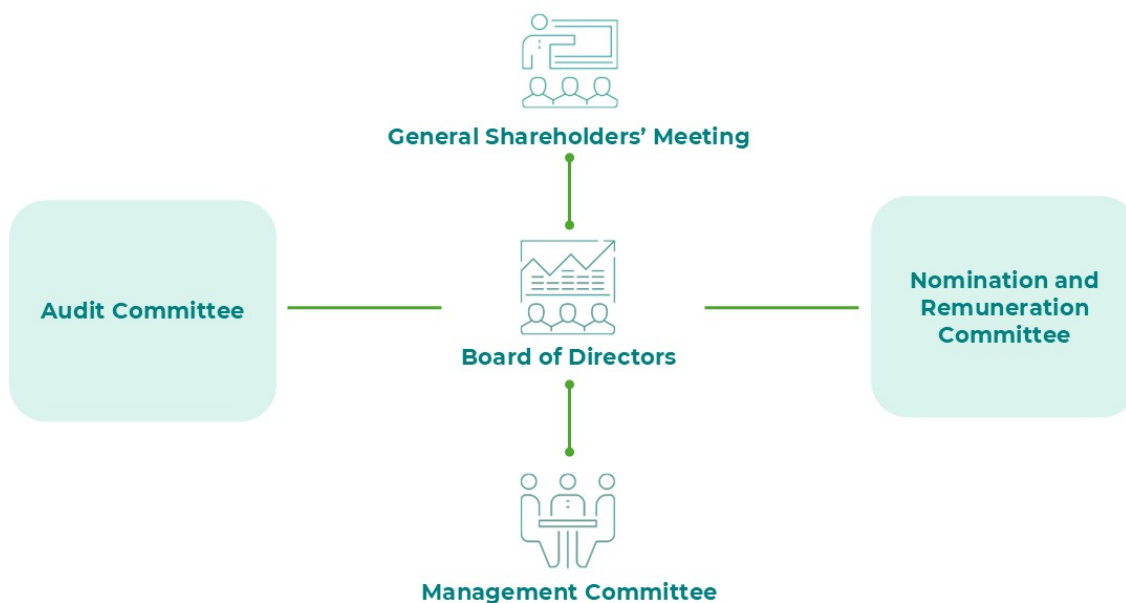 General Shareholders’ Meeting
Audit Committee
Board of Directors
Nomination and
Remuneration
Committee
Management Committee